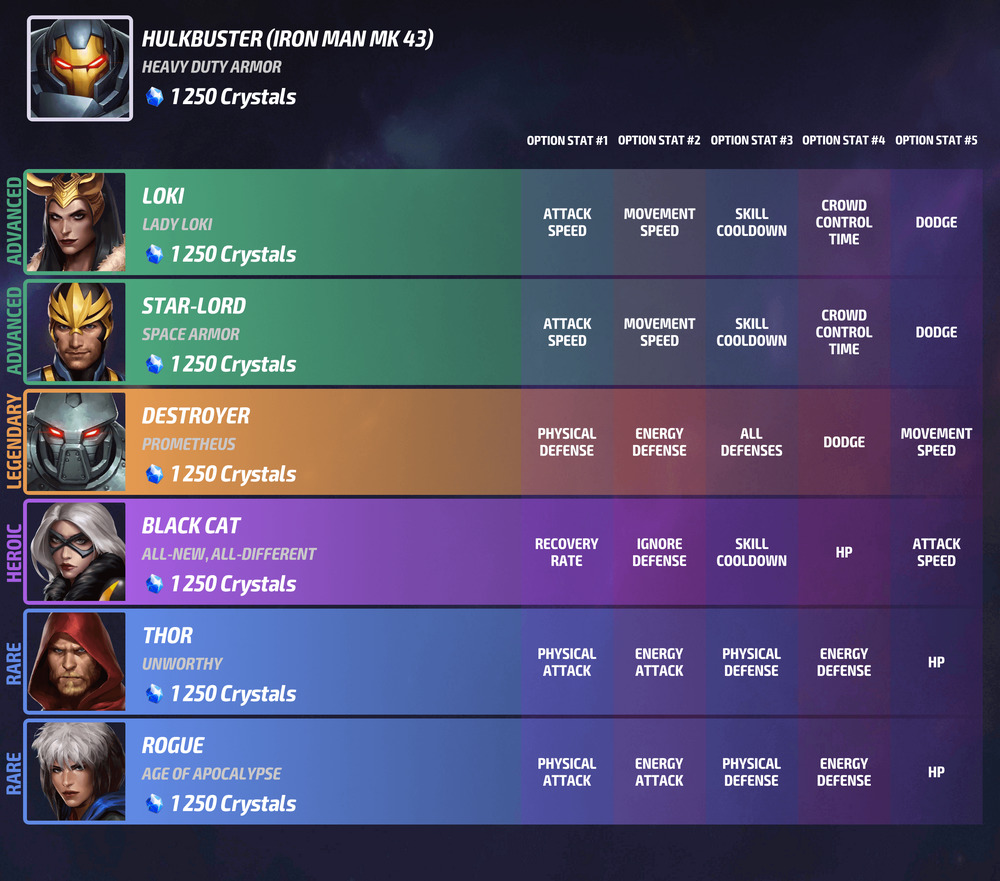 HULKBUSTER (IRON MAN MK 43)
HEAVY DUTY ARMOR
1 250 Crystals
OPTION STAT #1 OPTION STAT #2 OPTION STAT #3 OPTION STAT #4 OPTION STAT #5
ADVANCED
LOKI
LADY LOKI
1 250 Crystals
ATTACK
SPEED
MOVEMENT
SPEED
SKILL
COOLDOWN
CROWD
CONTROL
TIME
DODGE
ADVANCED
STAR-LORD
SPACE ARMOR
1 250 Crystals
ATTACK
SPEED
MOVEMENT
SPEED
SKILL
COOLDOWN
CROWD
CONTROL
TIME
DODGE
LEGENDARY
DESTROYER
PROMETHEUS
1 250 Crystals
PHYSICAL
DEFENSE
ENERGY
DEFENSE
ALL
DEFENSES
DODGE
MOVEMENT
SPEED
HEROIC
BLACK CAT
ALL-NEW, ALL-DIFFERENT
1 250 Crystals
RECOVERY
RATE
IGNORE
DEFENSE
SKILL
COOLDOWN
HP
ATTACK
SPEED
RARE
THOR
UNWORTHY
1 250 Crystals
PHYSICAL
ATTACK
ENERGY
ATTACK
PHYSICAL
DEFENSE
ENERGY
DEFENSE
HP
RARE
ROGUE
AGE OF APOCALYPSE
1 250 Crystals
PHYSICAL
ATTACK
ENERGY
ATTACK
PHYSICAL
DEFENSE
ENERGY
DEFENSE
HP